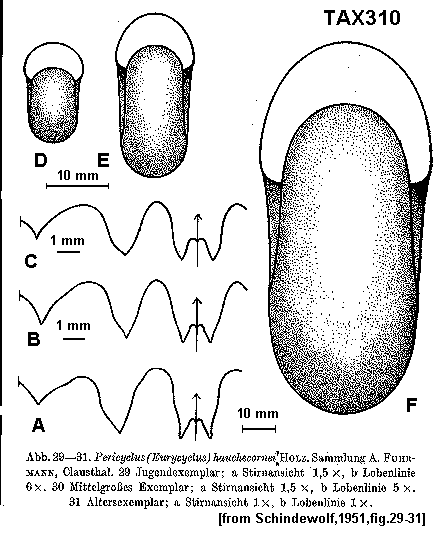 TAX310
D
E
10 mm
1 mm
C
1 mm
B
A
10 mm
F
Abb. 29—31. Pericyclus (Eurycyclus) hauchecornei HOLZ. Sammlung A. FUHR-
MANN, Clausthal. 29 Jugendexemplar; a Stirnansicht 1,5 ×, b Lobenlinie
6 ×. 30 Mittelgroßes Exemplar; a Stirnansicht 1,5 ×, b Lobenlinie 5 ×.
31 Altersexemplar; a Stirnansicht 1 ×, b Lobenlinie 1 ×.
[from Schindewolf,1951,fig.29-31]